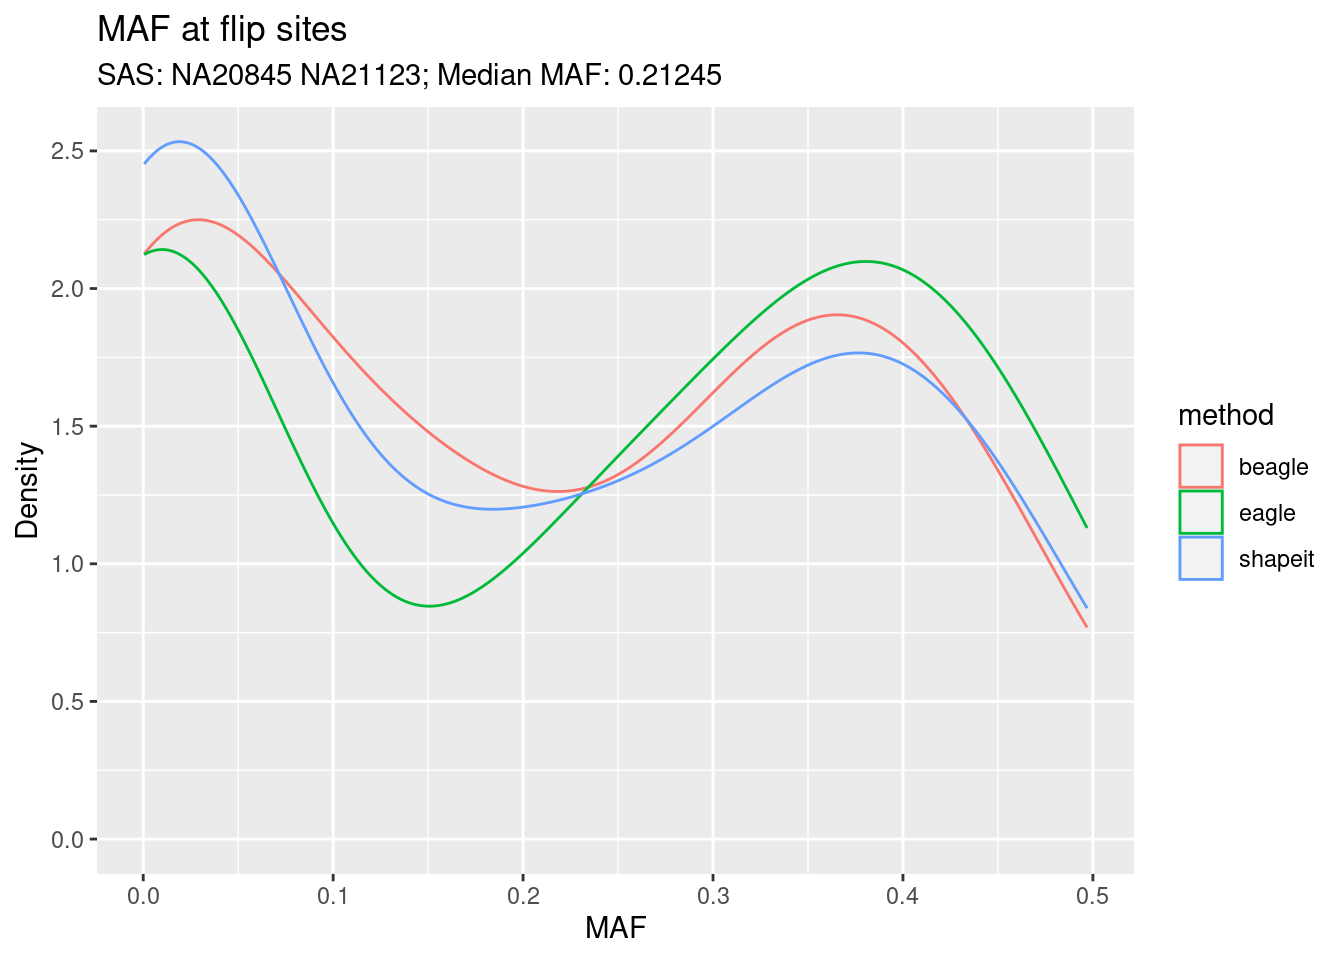 MAF at flip sites
SAS: NA20845 NA21123; Median MAF: 0.21245
2.5
2.0
1.5
1.0
0.5
0.0
Density
0.0 0.1 0.2 0.3 0.4 0.5
MAF
method
beagle
eagle
shapeit